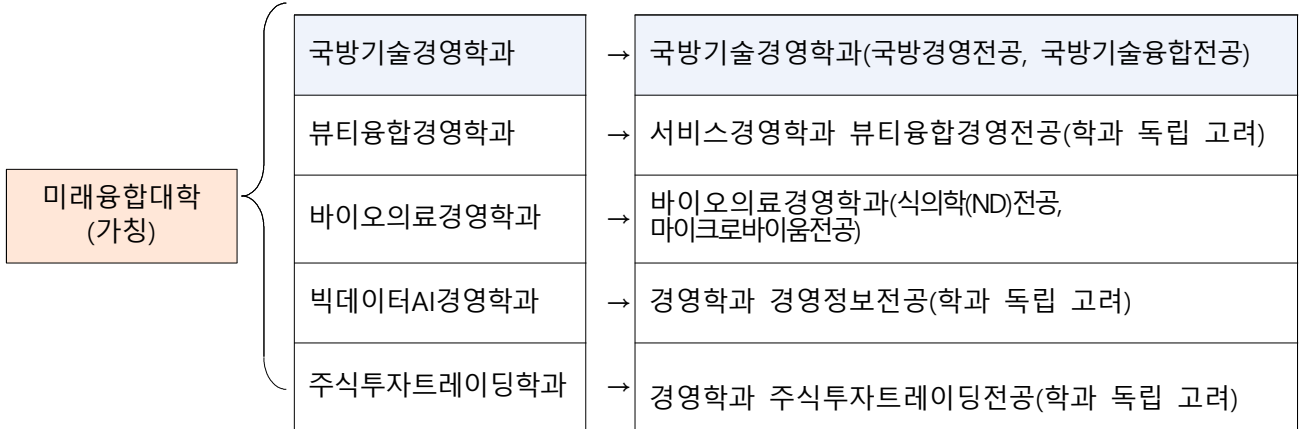 국방기술경영학과 → 국방기술경영학과(국방경영전공, 국방기술융합전공)
뷰티융합경영학과 → 서비스경영학과 뷰티융합경영전공(학과 독립 고려)
미래융합대학
(가칭)
바이오의료경영학과 → 바이오의료경영학과(식의학(ND)전공,
마이크로바이움전공)
빅데이터AI경영학과 → 경영학과 경영정보전공(학과 독립 고려)
주식투자트레이딩학과 → 경영학과 주식투자트레이딩전공(학과 독립 고려)